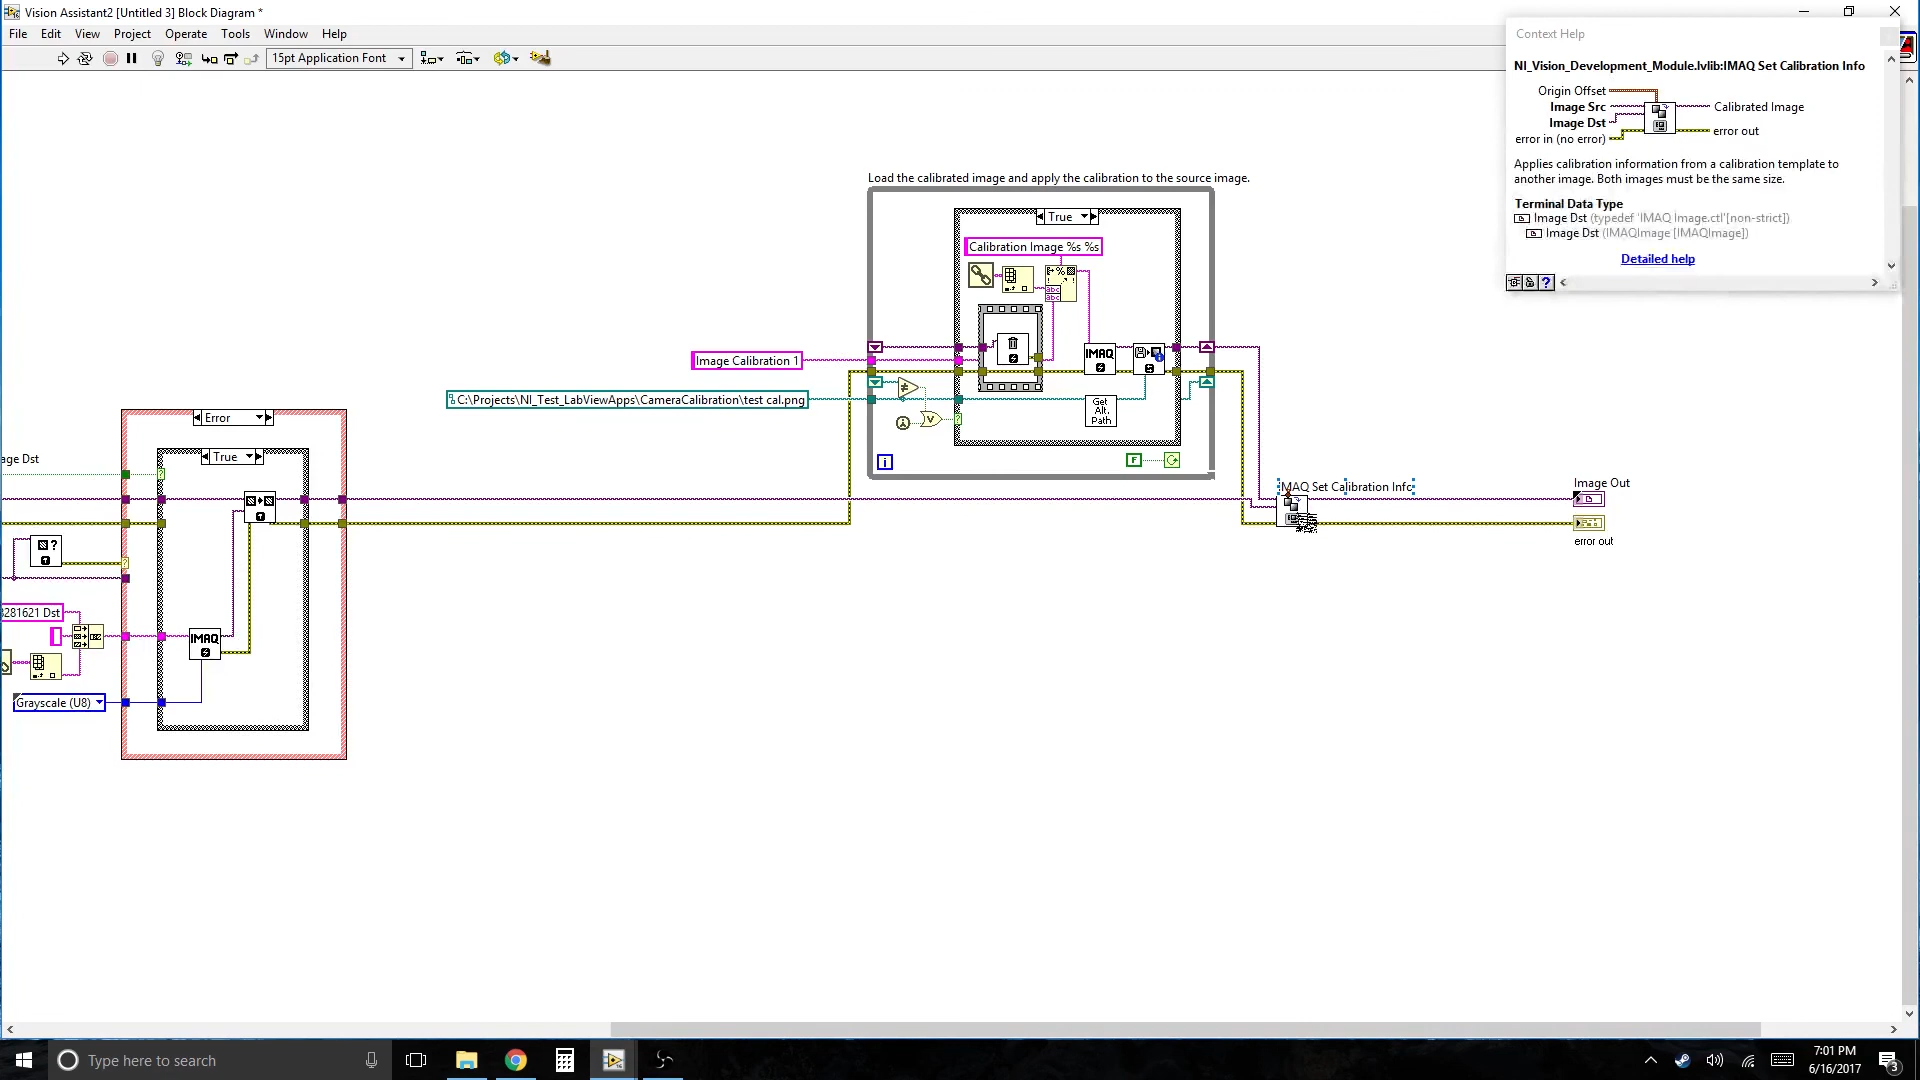 Vision Assistant2 [Untitled 3] Block Diagram *
File Edit View Project Operate Tools Window Help
15pt Application Font
Context Help
NI_Vision_Development_Module.lvlib:IMAQ Set Calibration Info
Origin Offset
Image Src
Calibrated Image
Image Dst
error out
error in (no error)
Applies calibration information from a calibration template to
another image. Both images must be the same size.
Terminal Data Type
Image Dst (typedef 'IMAQ Image.ctl'[non-strict])
Image Dst (IMAQImage [IMAQImage])
Detailed help
Load the calibrated image and apply the calibration to the source image.
True
Calibration Image %s %s
abc
abc
Image Calibration 1
IMAQ
C:\Projects\NI_Test_LabViewApps\CameraCalibration\test cal.png
Get
Alt.
Path
i
F
Error
True
age Dst
IMAQ Set Calibration Info
Image Out
error out
3281621 Dst
IMAQ
Grayscale (U8)
Type here to search
7:01 PM
6/16/2017
3